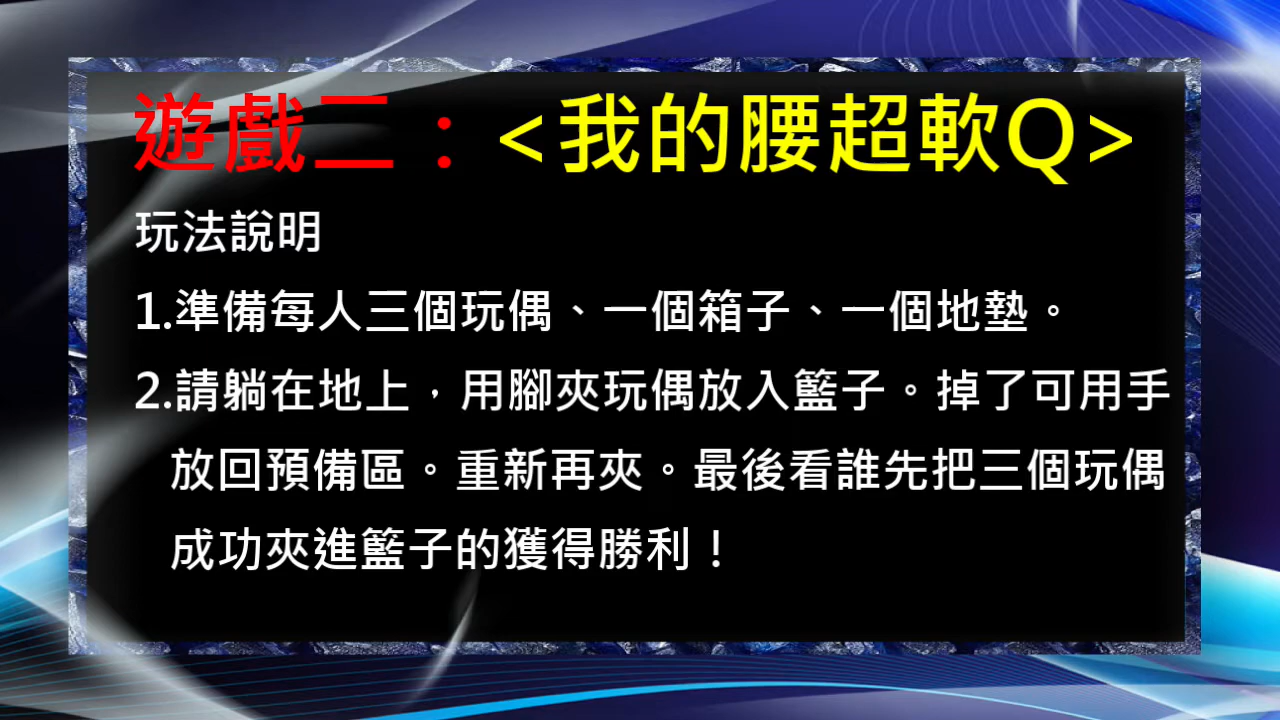 遊戲二：<我的腰超軟Q>
玩法說明
1.準備每人三個玩偶、一個箱子、一個地墊。
2.請躺在地上，用腳夾玩偶放入籃子。掉了可用手
放回預備區。重新再夾。最後看誰先把三個玩偶
成功夾進籃子的獲得勝利！